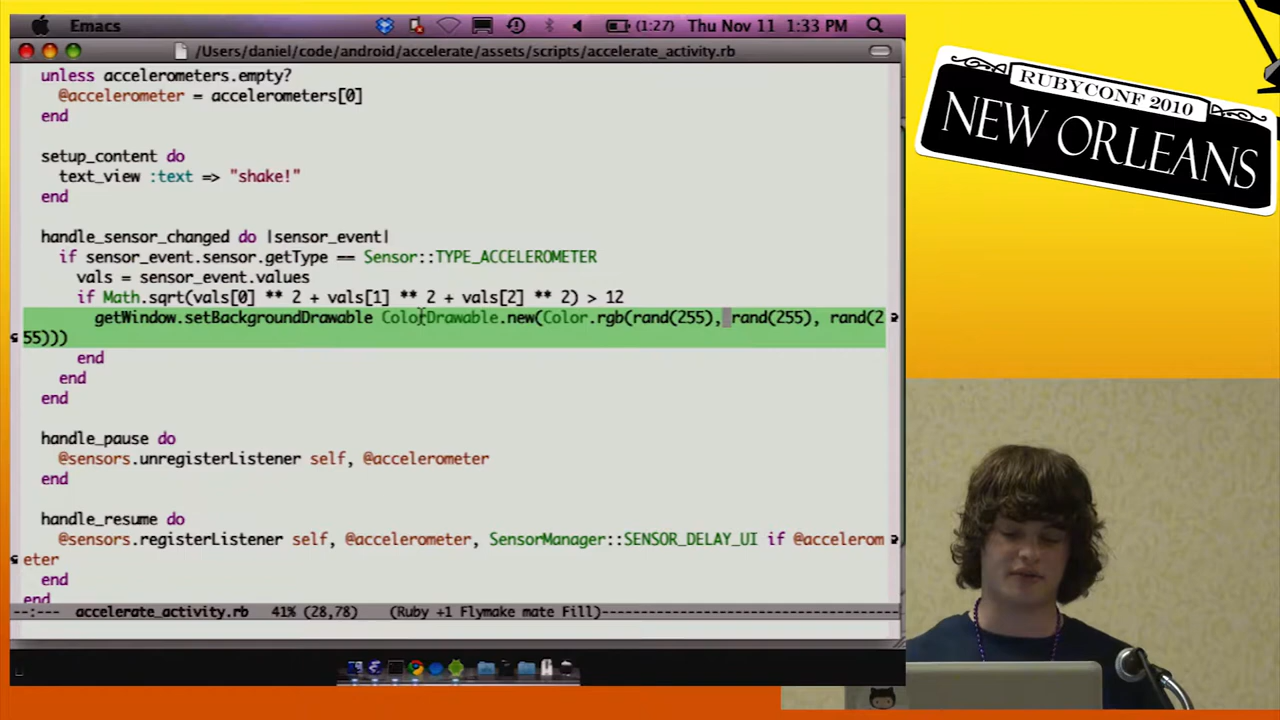 Emacs
(1:27)
Thu Nov 11 1:33 PM
/Users/daniel/code/android/accelerate/assets/scripts/accelerate_activity.rb
unless accelerometers.empty?
@accelerometer = accelerometers[0]
end
setup_content do
text_view :text => "shake!"
end
handle_sensor_changed do |sensor_event|
if sensor_event.sensor.getType == Sensor::TYPE_ACCELEROMETER
vals = sensor_event.values
if Math.sqrt(vals[0] ** 2 + vals[1] ** 2 + vals[2] ** 2) > 12
getWindow.setBackgroundDrawable ColorDrawable.new(Color.rgb(rand(255), rand(255), rand(2
55)))
end
end
end
handle_pause do
@sensors.unregisterListener self, @accelerometer
end
handle_resume do
@sensors.registerListener self, @accelerometer, SensorManager::SENSOR_DELAY_UI if @accelerom
eter
end
end
--:--- accelerate_activity.rb 41% (28,78) (Ruby +1 Flymake mate Fill)
RUBYCONF 2010
NEW ORLEANS